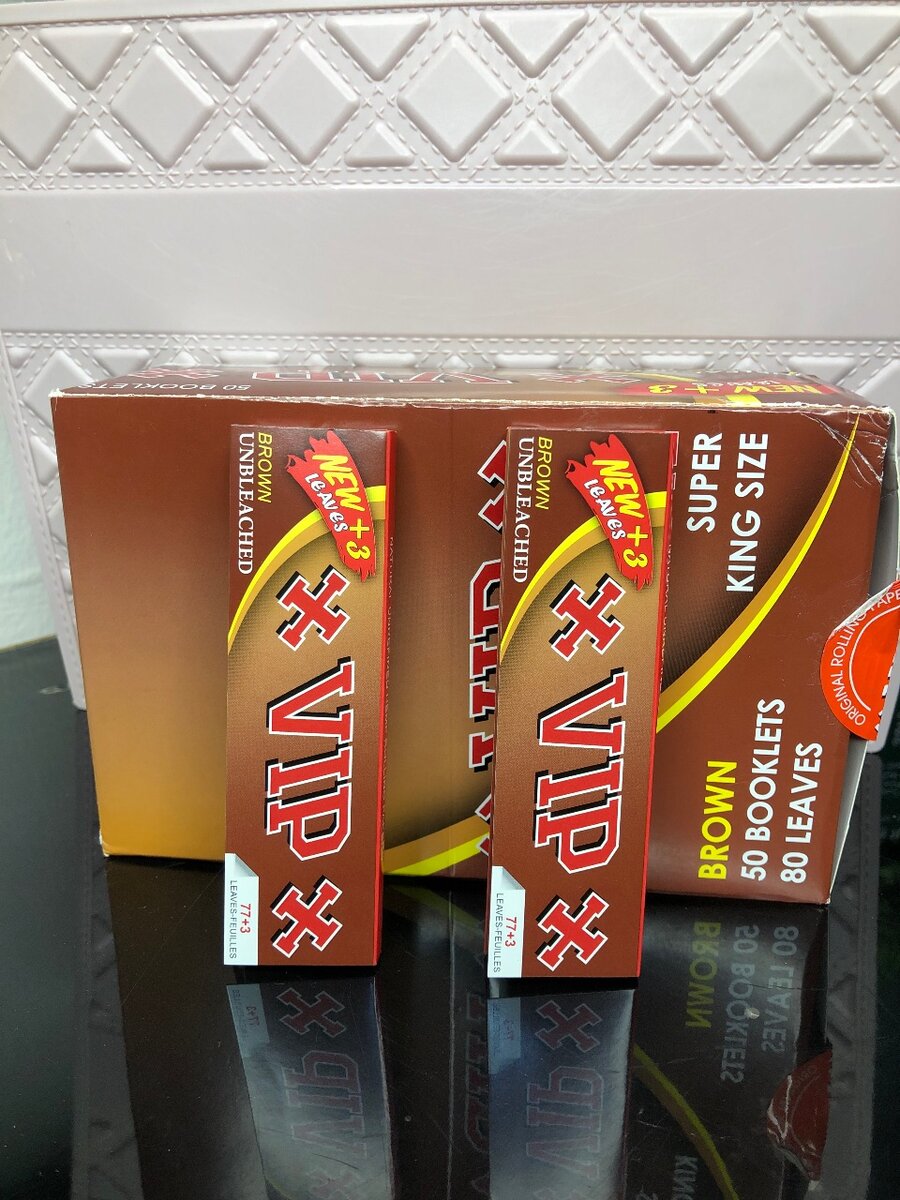 50 BOOKLETS
VIP
NEW +3
SUPER
KING SIZE
BROWN
50 BOOKLETS
80 LEAVES
ORIGINAL ROLLING PAPE
BROWN
UNBLEACHED
NEW +3
LEAVES
VIP
77+3
LEAVES-FEUILLES
BROWN
UNBLEACHED
NEW +3
LEAVES
VIP
77+3
LEAVES-FEUILLES